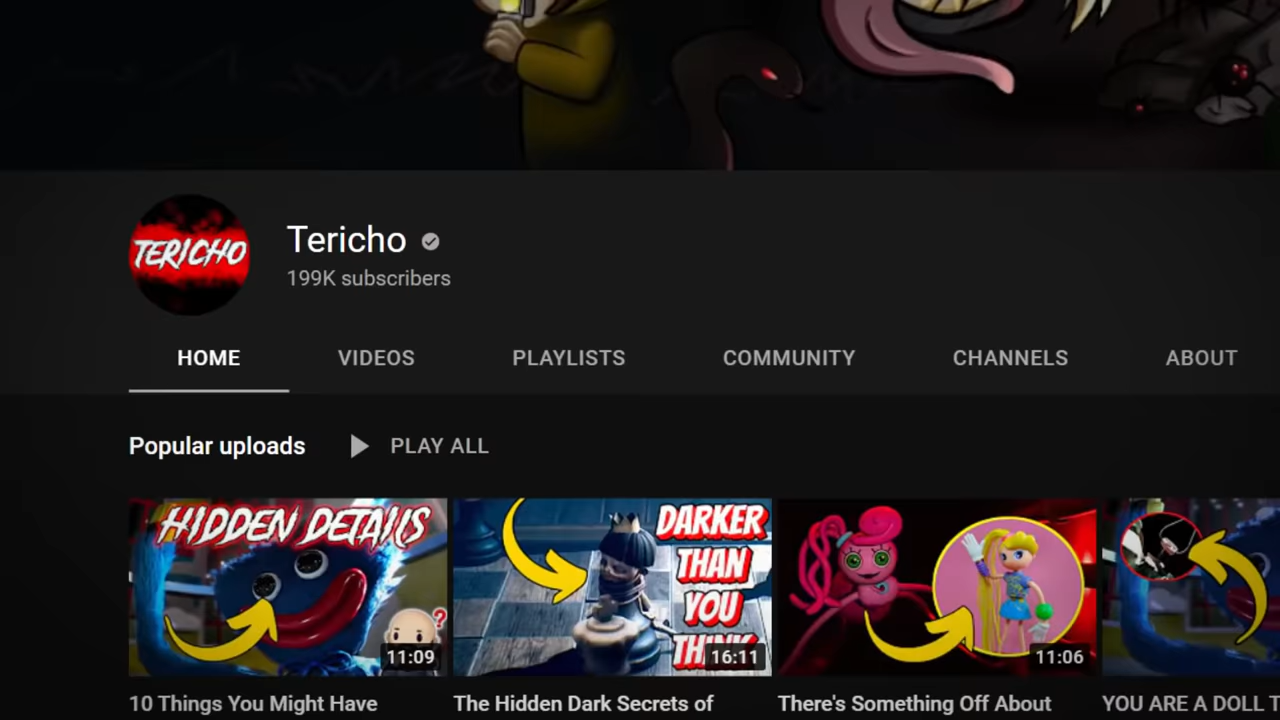 TERICHO
Tericho
199K subscribers
HOME VIDEOS PLAYLISTS COMMUNITY CHANNELS ABOUT
Popular uploads PLAY ALL
HIDDEN DETAILS
?
11:09
DARKER
THAN
YOU
THINK
16:11
11:06
10 Things You Might Have
The Hidden Dark Secrets of
There's Something Off About
YOU ARE A DOLL